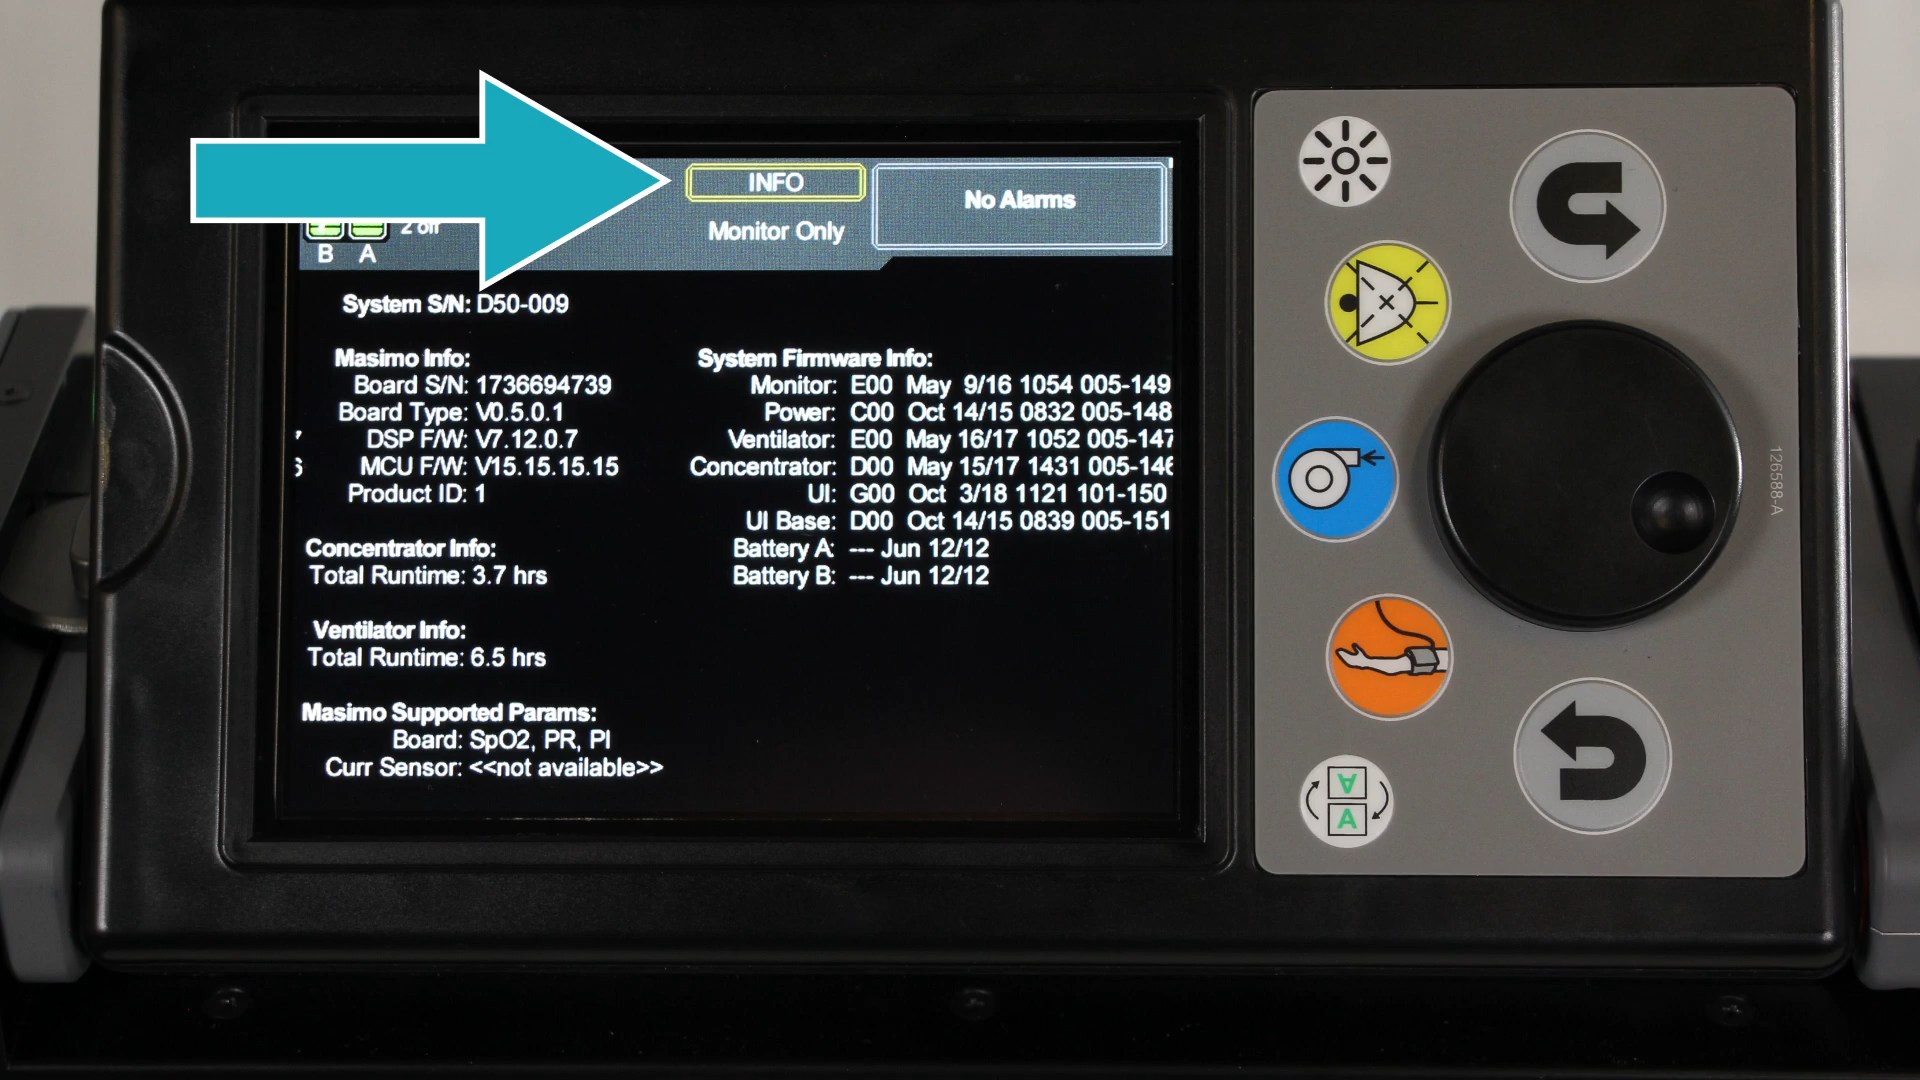 INFO
No Alarms
2 off
Monitor Only
B A
System S/N: D50-009
Masimo Info:
Board S/N: 1736694739
Board Type: V0.5.0.1
DSP F/W: V7.12.0.7
MCU F/W: V15.15.15.15
Product ID: 1
Concentrator Info:
Total Runtime: 3.7 hrs
Ventilator Info:
Total Runtime: 6.5 hrs
Masimo Supported Params:
Board: SpO2, PR, PI
Curr Sensor: <<not available>>
System Firmware Info:
Monitor: E00 May 9/16 1054 005-149
Power: C00 Oct 14/15 0832 005-148
Ventilator: E00 May 16/17 1052 005-147
Concentrator: D00 May 15/17 1431 005-146
UI: G00 Oct 3/18 1121 101-150
UI Base: D00 Oct 14/15 0839 005-151
Battery A: --- Jun 12/12
Battery B: --- Jun 12/12
A
A
126588-A